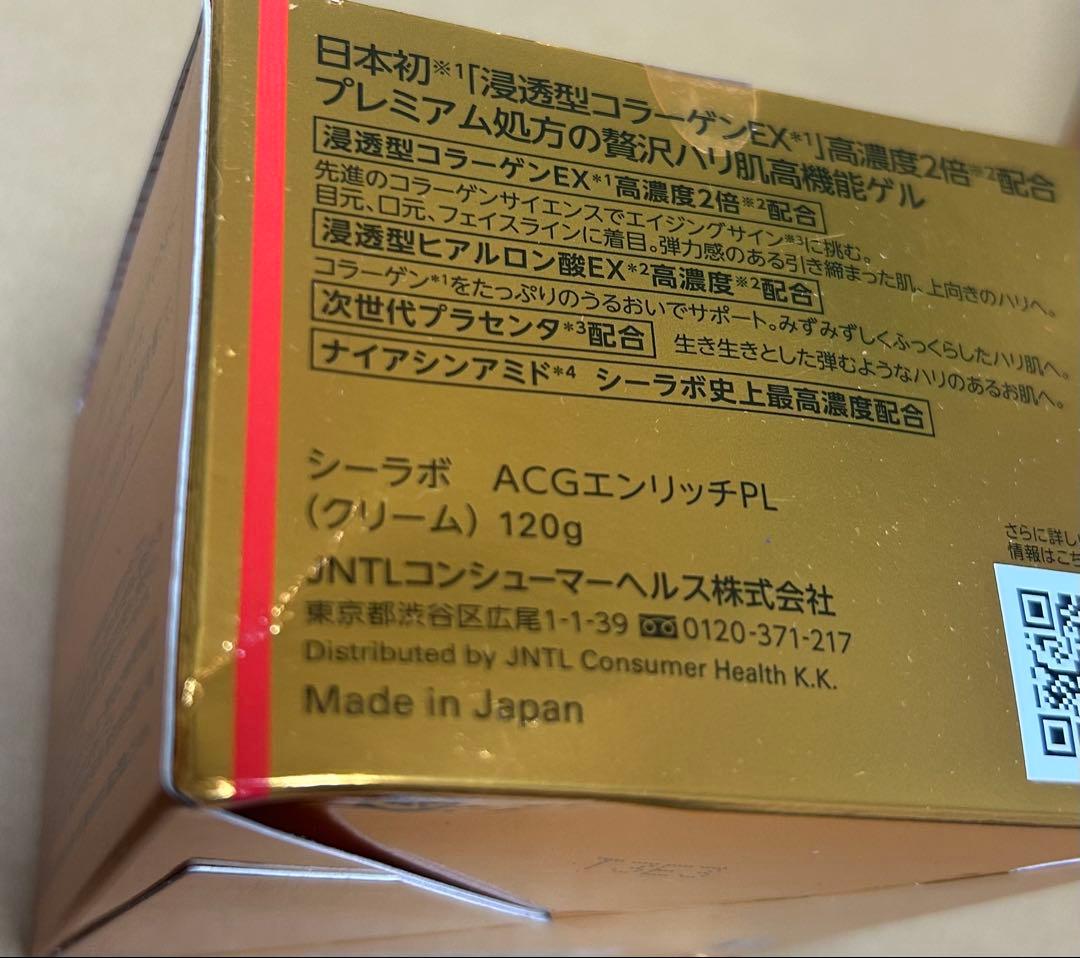 日本初※1「浸透型コラーゲンEX*1」高濃度2倍※2配合
プレミアム処方の贅沢ハリ肌高機能ゲル
浸透型コラーゲンEX*1高濃度2倍※2配合
先進のコラーゲンサイエンスでエイジングサイン※3に挑む。
目元、口元、フェイスラインに着目。弾力感のある引き締まった肌、上向きのハリへ。
浸透型ヒアルロン酸EX*2高濃度※2配合
コラーゲン*1をたっぷりのうるおいでサポート。みずみずしくふっくらしたハリ肌へ。
次世代プラセンタ*3配合 生き生きとした弾むようなハリのあるお肌へ。
ナイアシンアミド*4 シーラボ史上最高濃度配合
シーラボ ACGエンリッチPL
(クリーム) 120g
さらに詳し
情報はこち
JNTLコンシューマーヘルス株式会社
東京都渋谷区広尾1-1-39 0120-371-217
Distributed by JNTL Consumer Health K.K.
Made in Japan